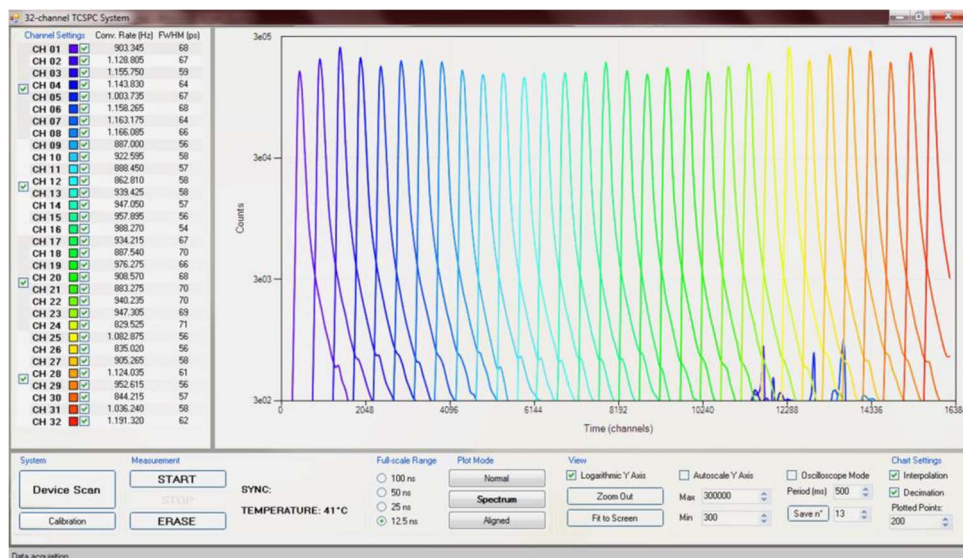 32-channel TCSPC System
Channel Settings Conv. Rate (Hz) FWHM (ps)
CH 01 903.345 68
CH 02 1.128.805 67
CH 03 1.155.750 59
CH 04 1.143.830 64
CH 05 1.003.735 67
CH 06 1.158.265 68
CH 07 1.163.175 64
CH 08 1.166.085 66
CH 09 887.000 56
CH 10 922.595 58
CH 11 888.450 57
CH 12 862.810 58
CH 13 939.425 58
CH 14 947.050 57
CH 15 957.895 56
CH 16 988.270 54
CH 17 934.215 67
CH 18 887.540 70
CH 19 976.275 66
CH 20 908.570 68
CH 21 883.275 70
CH 22 940.235 70
CH 23 947.305 69
CH 24 829.525 71
CH 25 1.082.875 56
CH 26 835.020 56
CH 27 905.265 58
CH 28 1.124.035 61
CH 29 952.615 56
CH 30 844.215 57
CH 31 1.036.240 58
CH 32 1.191.320 62
3e05
3e04
3e03
3e02
Counts
0 2048 4096 6144 8192 10240 12288 14336 16384
Time (channels)
System
Device Scan
Calibration
Measurement
START
STOP
ERASE
SYNC:
TEMPERATURE: 41°C
Full-scale Range
100 ns
50 ns
25 ns
12.5 ns
Plot Mode
Normal
Spectrum
Aligned
View
Logarithmic Y Axis
Zoom Out
Fit to Screen
Autoscale Y Axis
Max 300000
Min 300
Oscilloscope Mode
Period (ms) 500
Save n° 13
Chart Settings
Interpolation
Decimation
Plotted Points:
200
Data acquisition